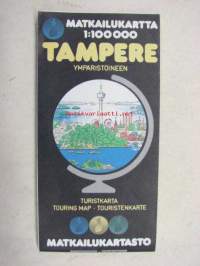 MATKAILUKARTTA
1:100 000
TAMPERE
YMPÄRISTÖINEEN
TURISTKARTA
TOURING MAP - TOURISTENKARTE
MATKAILUKARTASTO